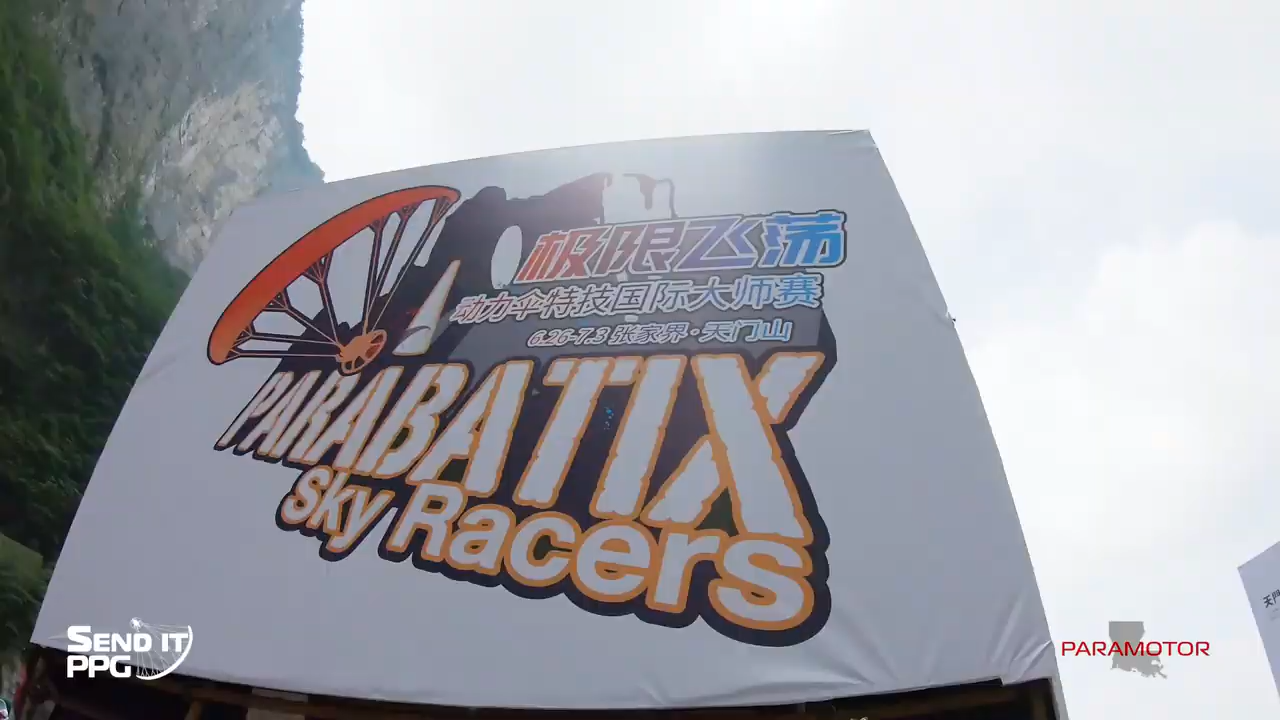 极限飞荡
动力伞特技国际大师赛
6.26-7.3 张家界·天门山
PARABATIX
Sky Racers
SEND IT
PPG
PARAMOTOR